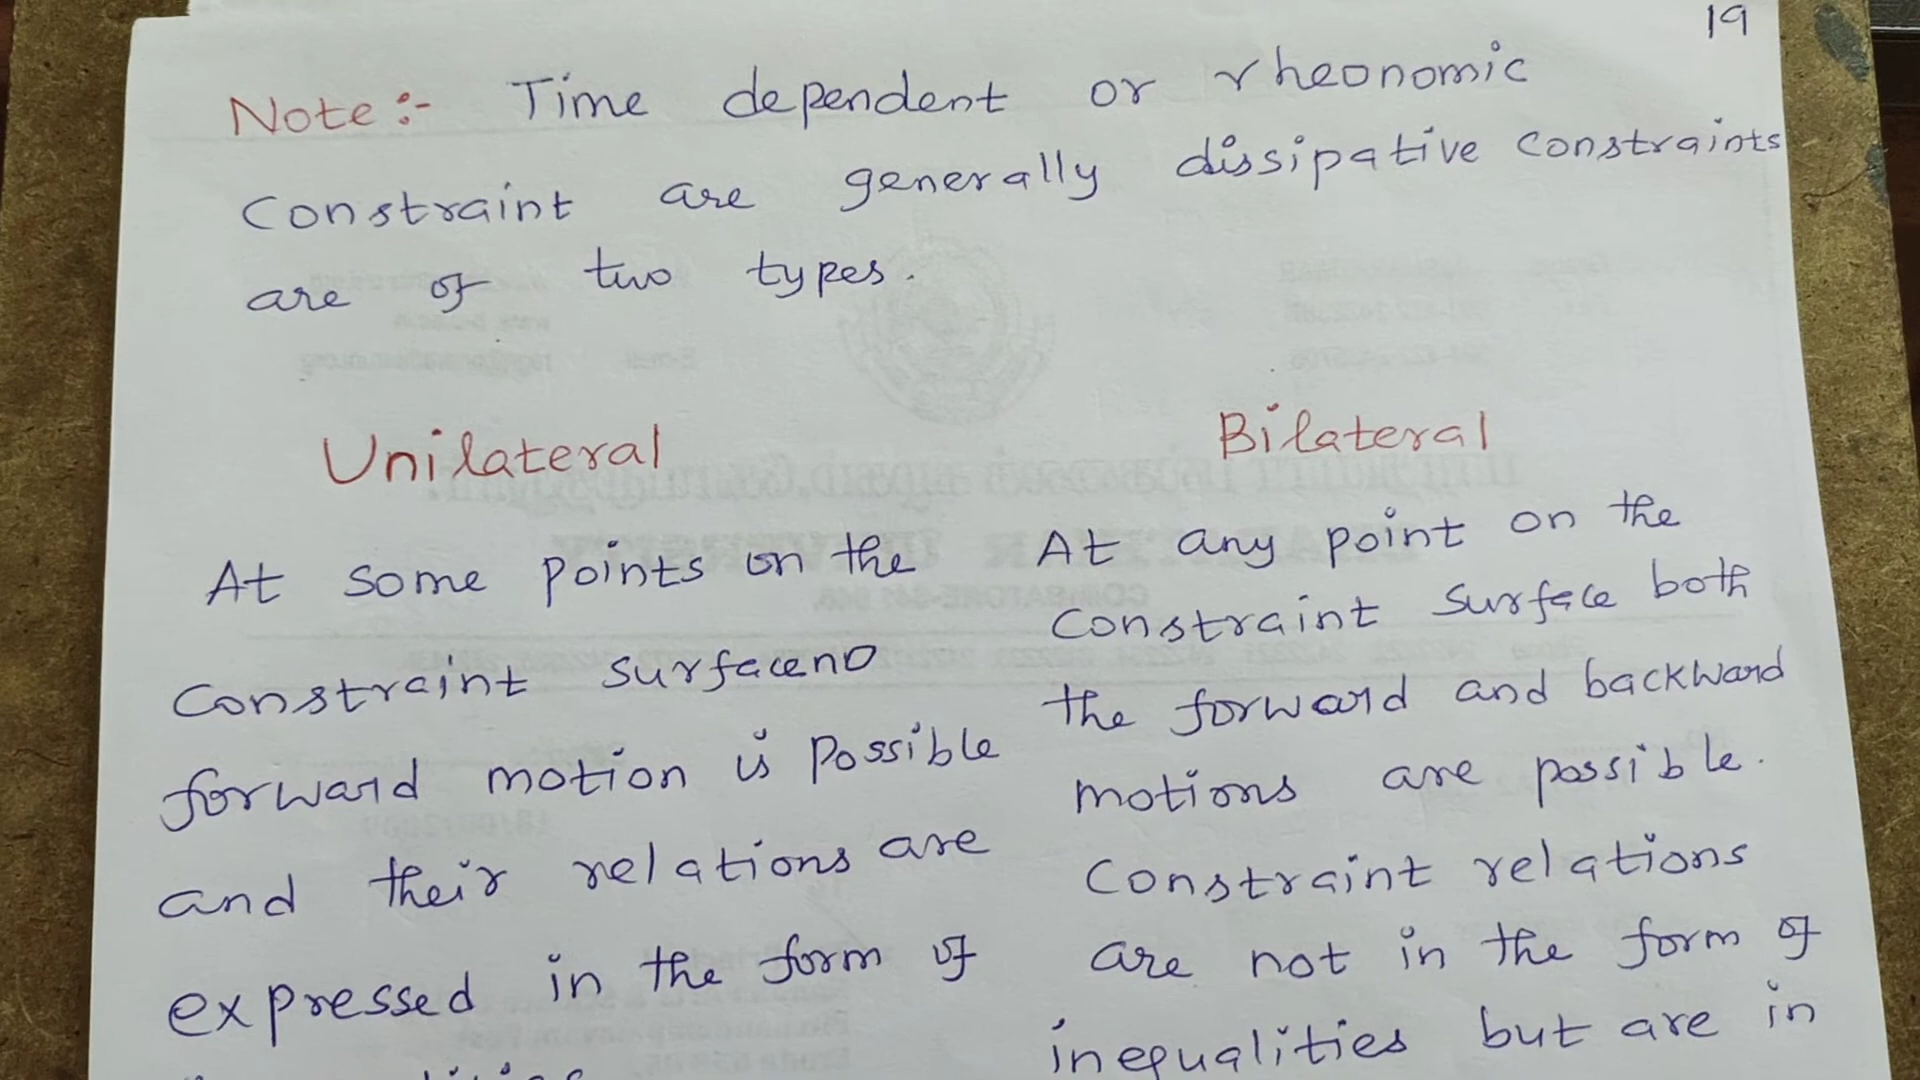 19
Note:- Time dependent or rheonomic
Constraint are generally dissipative constraints
are of two types.
Unilateral
At some points on the
Constraint surface no
forward motion is possible
and their relations are
expressed in the form of
Bilateral
At any point on the
Constraint surface both
the forward and backward
motions are possible.
Constraint relations
are not in the form of
inequalities but are in